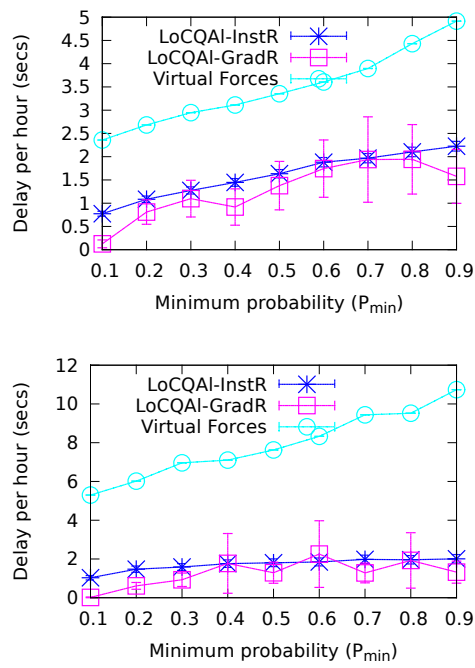 5
4.5
4
3.5
3
2.5
2
1.5
1
0.5
0
Delay per hour (secs)
LoCQAI-InstR
LoCQAI-GradR
Virtual Forces
0.1 0.2 0.3 0.4 0.5 0.6 0.7 0.8 0.9
Minimum probability (Pmin)
12
10
8
6
4
2
0
Delay per hour (secs)
LoCQAI-InstR
LoCQAI-GradR
Virtual Forces
0.1 0.2 0.3 0.4 0.5 0.6 0.7 0.8 0.9
Minimum probability (Pmin)